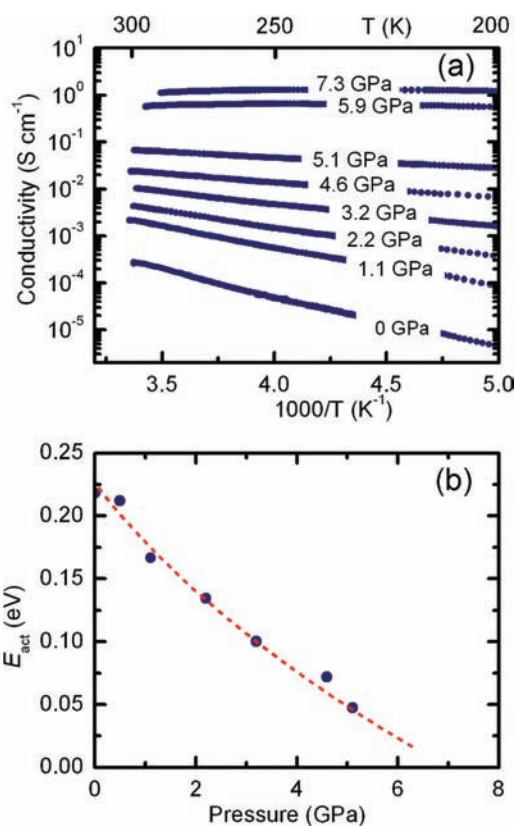 300 250 T (K) 200
10^1
(a)
7.3 GPa
10^0
5.9 GPa
10^-1
5.1 GPa
4.6 GPa
10^-2
3.2 GPa
2.2 GPa
10^-3
1.1 GPa
10^-4
0 GPa
10^-5
Conductivity (S cm^-1)
3.5 4.0 4.5 5.0
1000/T (K^-1)
0.25
(b)
0.20
0.15
0.10
0.05
0.00
E_act (eV)
0 2 4 6 8
Pressure (GPa)